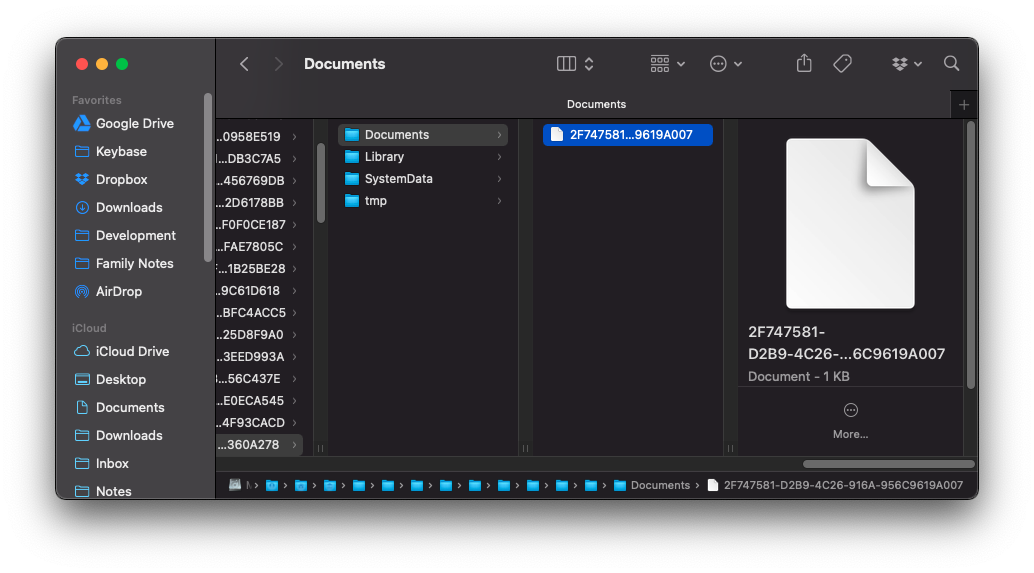 Documents
Documents
Favorites
Google Drive
Keybase
Dropbox
Downloads
Development
Family Notes
AirDrop
iCloud
iCloud Drive
Desktop
Documents
Downloads
Inbox
Notes
...0958E519
...DB3C7A5
...456769DB
...2D6178BB
...F0F0CE187
...FAE7805C
...1B25BE28
...9C61D618
...BFC4ACC5
...25D8F9A0
...3EED993A
...56C437E
...E0ECA545
...4F93CACD
...360A278
Documents
Library
SystemData
tmp
2F747581...9619A007
2F747581-
D2B9-4C26-...6C9619A007
Document - 1 KB
More...
Documents
2F747581-D2B9-4C26-916A-956C9619A007